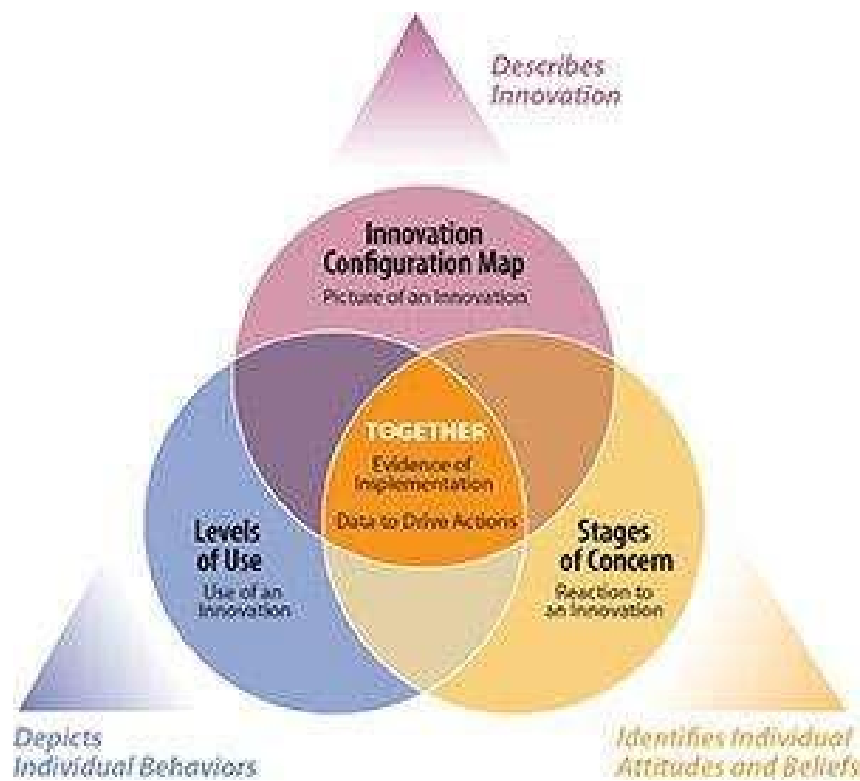 Describes
Innovation
Innovation
Configuration Map
Picture of an Innovation
TOGETHER
Evidence of
Implementation
Data to Drive Actions
Levels
of Use
Use of an
Innovation
Stages
of Concern
Reaction to
an Innovation
Depicts
Individual Behaviors
Identifies Individual
Attitudes and Beliefs